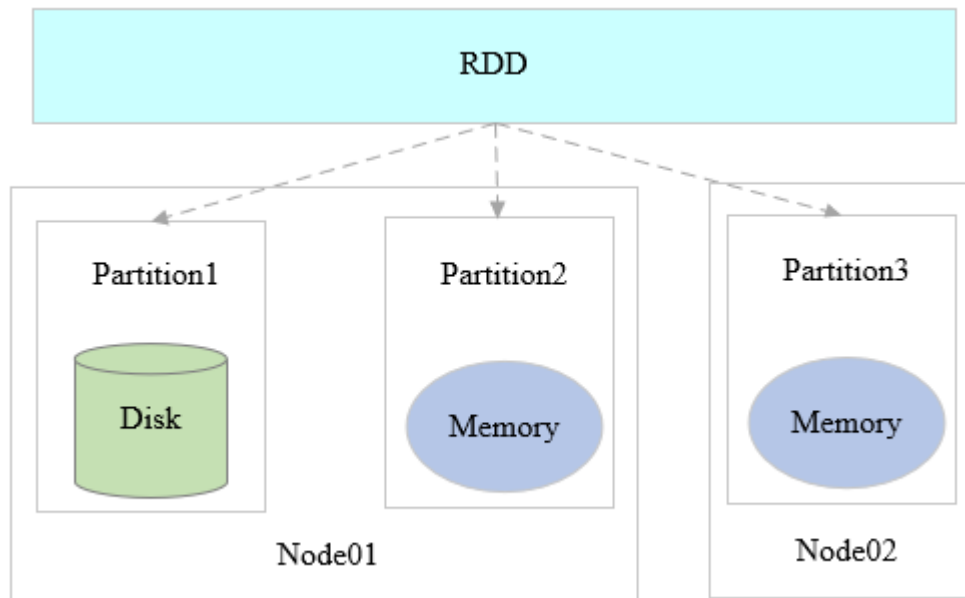 RDD
Partition1
Partition2
Partition3
Disk
Memory
Memory
Node01
Node02